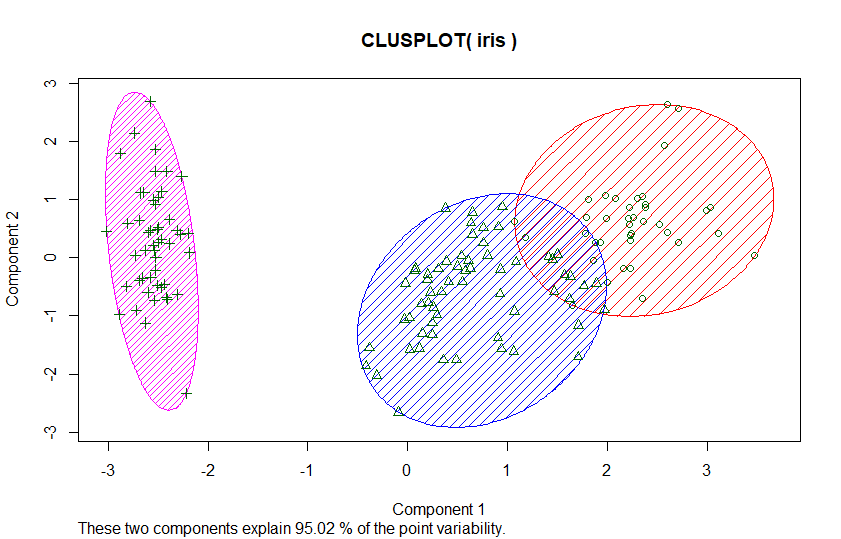 CLUSPLOT( iris )
3
2
1
0
-1
-2
-3
Component 2
-3 -2 -1 0 1 2 3
Component 1
These two components explain 95.02 % of the point variability.